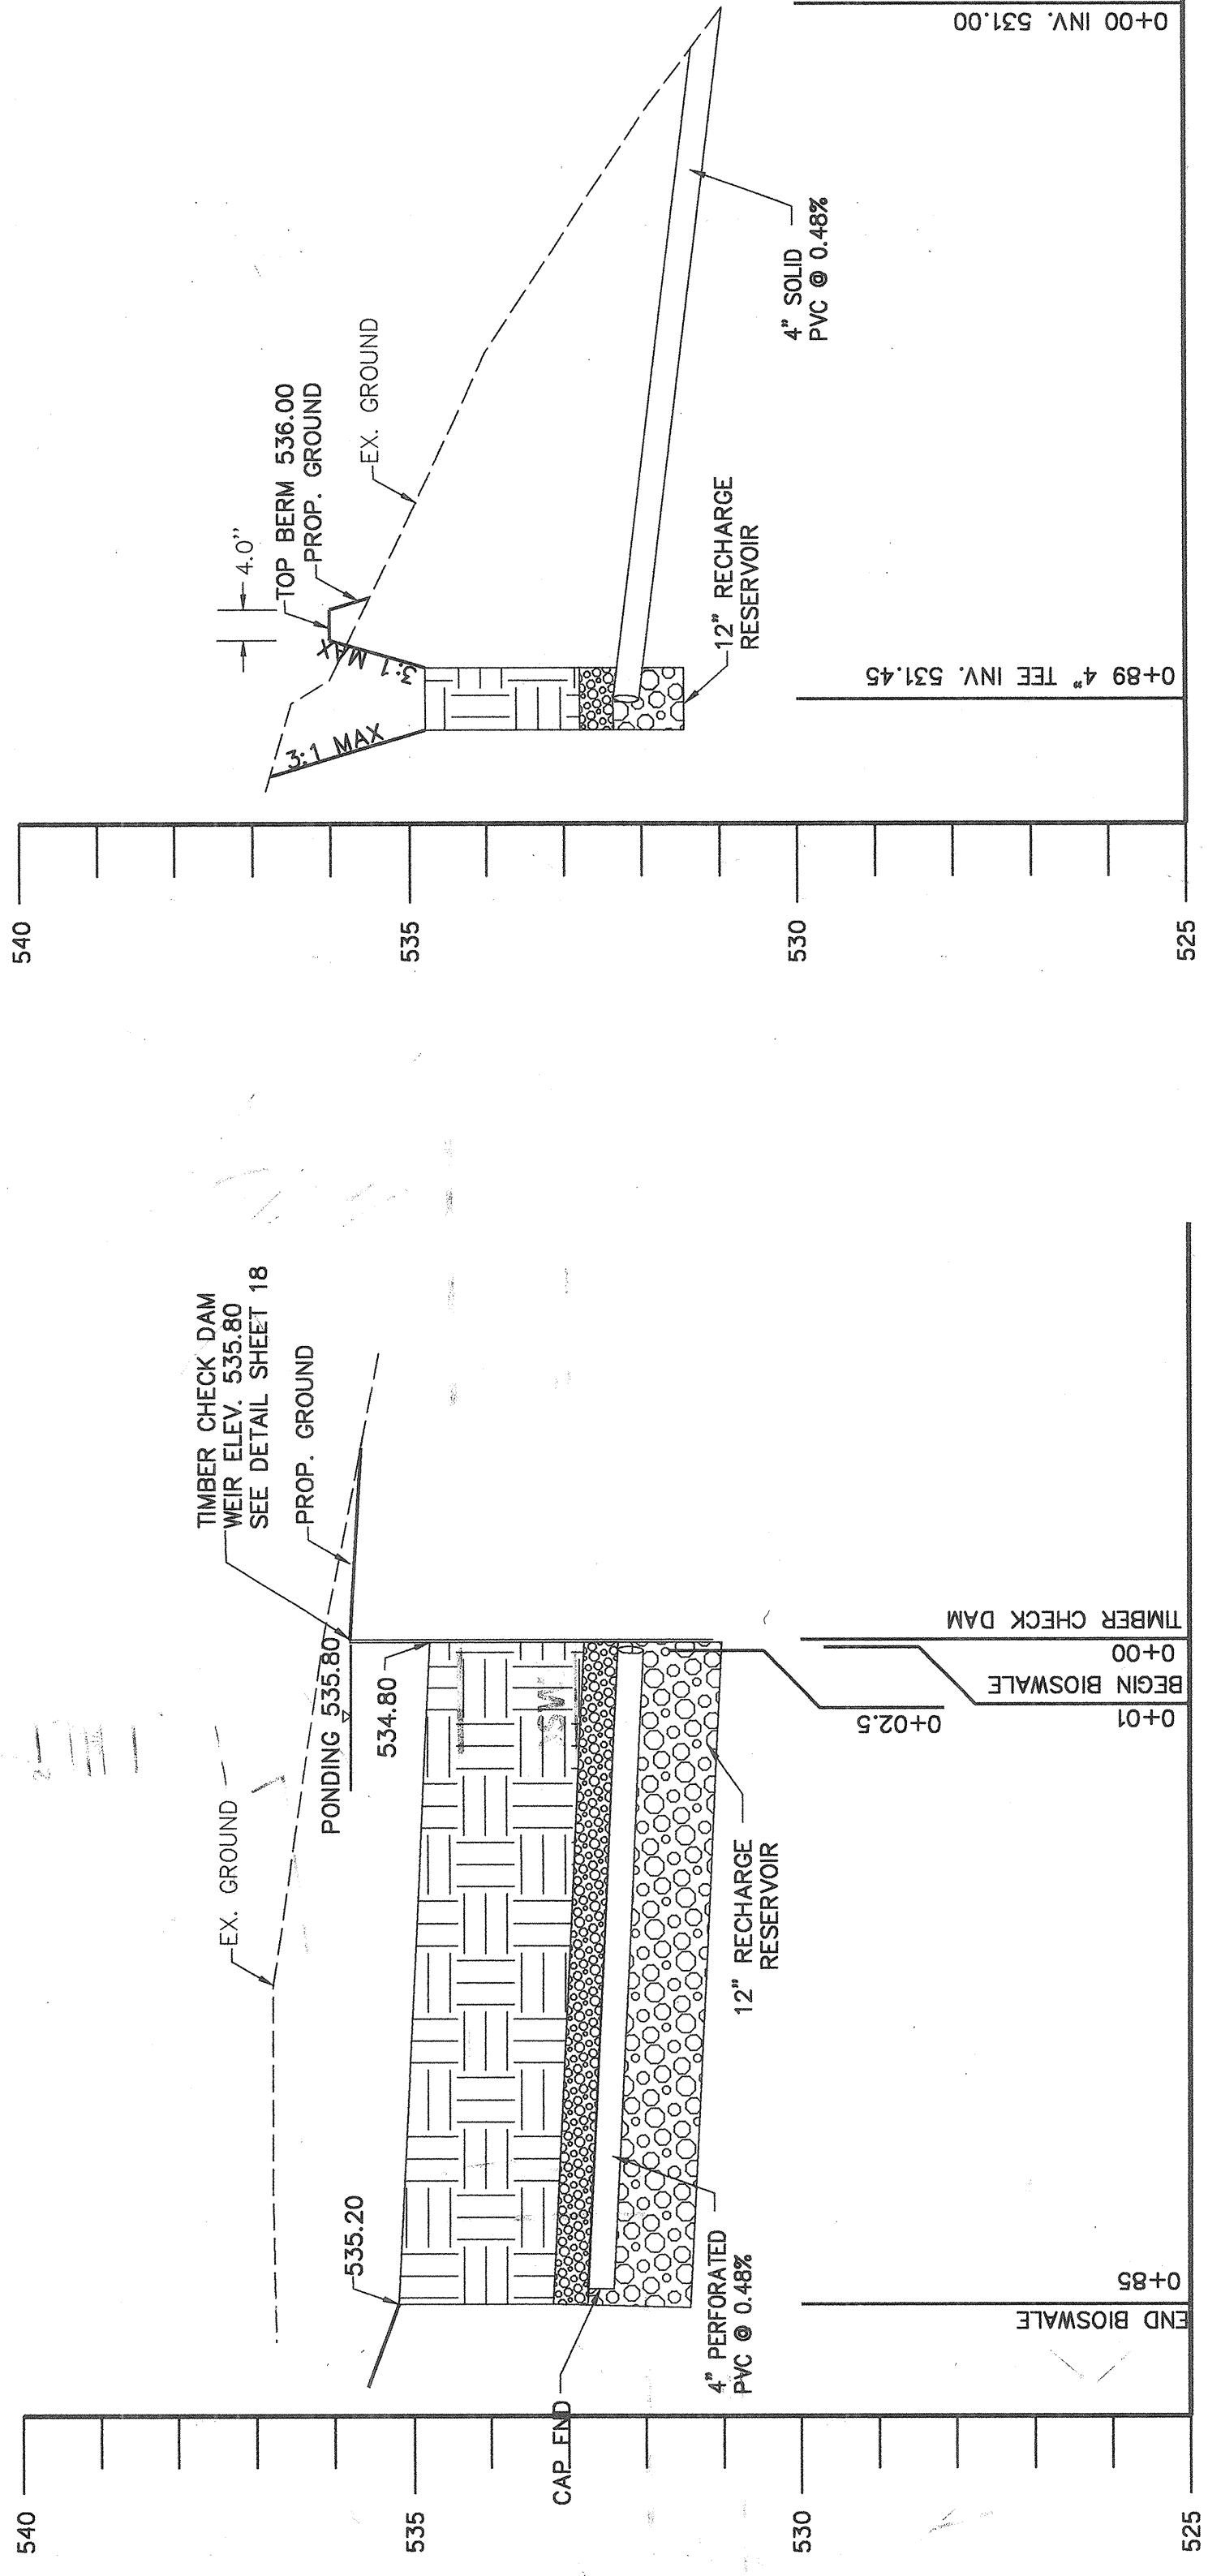 540
535
530
525
EX. GROUND
TIMBER CHECK DAM
WEIR ELEV. 535.80
SEE DETAIL SHEET 18
PROP. GROUND
PONDING 535.80
534.80
535.20
CAP END
4" PERFORATED
PVC @ 0.48%
12" RECHARGE
RESERVOIR
END BIOSWALE
0+85
0+02.5
0+01
BEGIN BIOSWALE
0+00
TIMBER CHECK DAM
540
535
530
525
3:1 MAX
3:1 MAX
4.0"
TOP BERM 536.00
PROP. GROUND
EX. GROUND
12" RECHARGE
RESERVOIR
4" SOLID
PVC @ 0.48%
0+89 4" TEE INV. 531.45
0+00 INV. 531.00